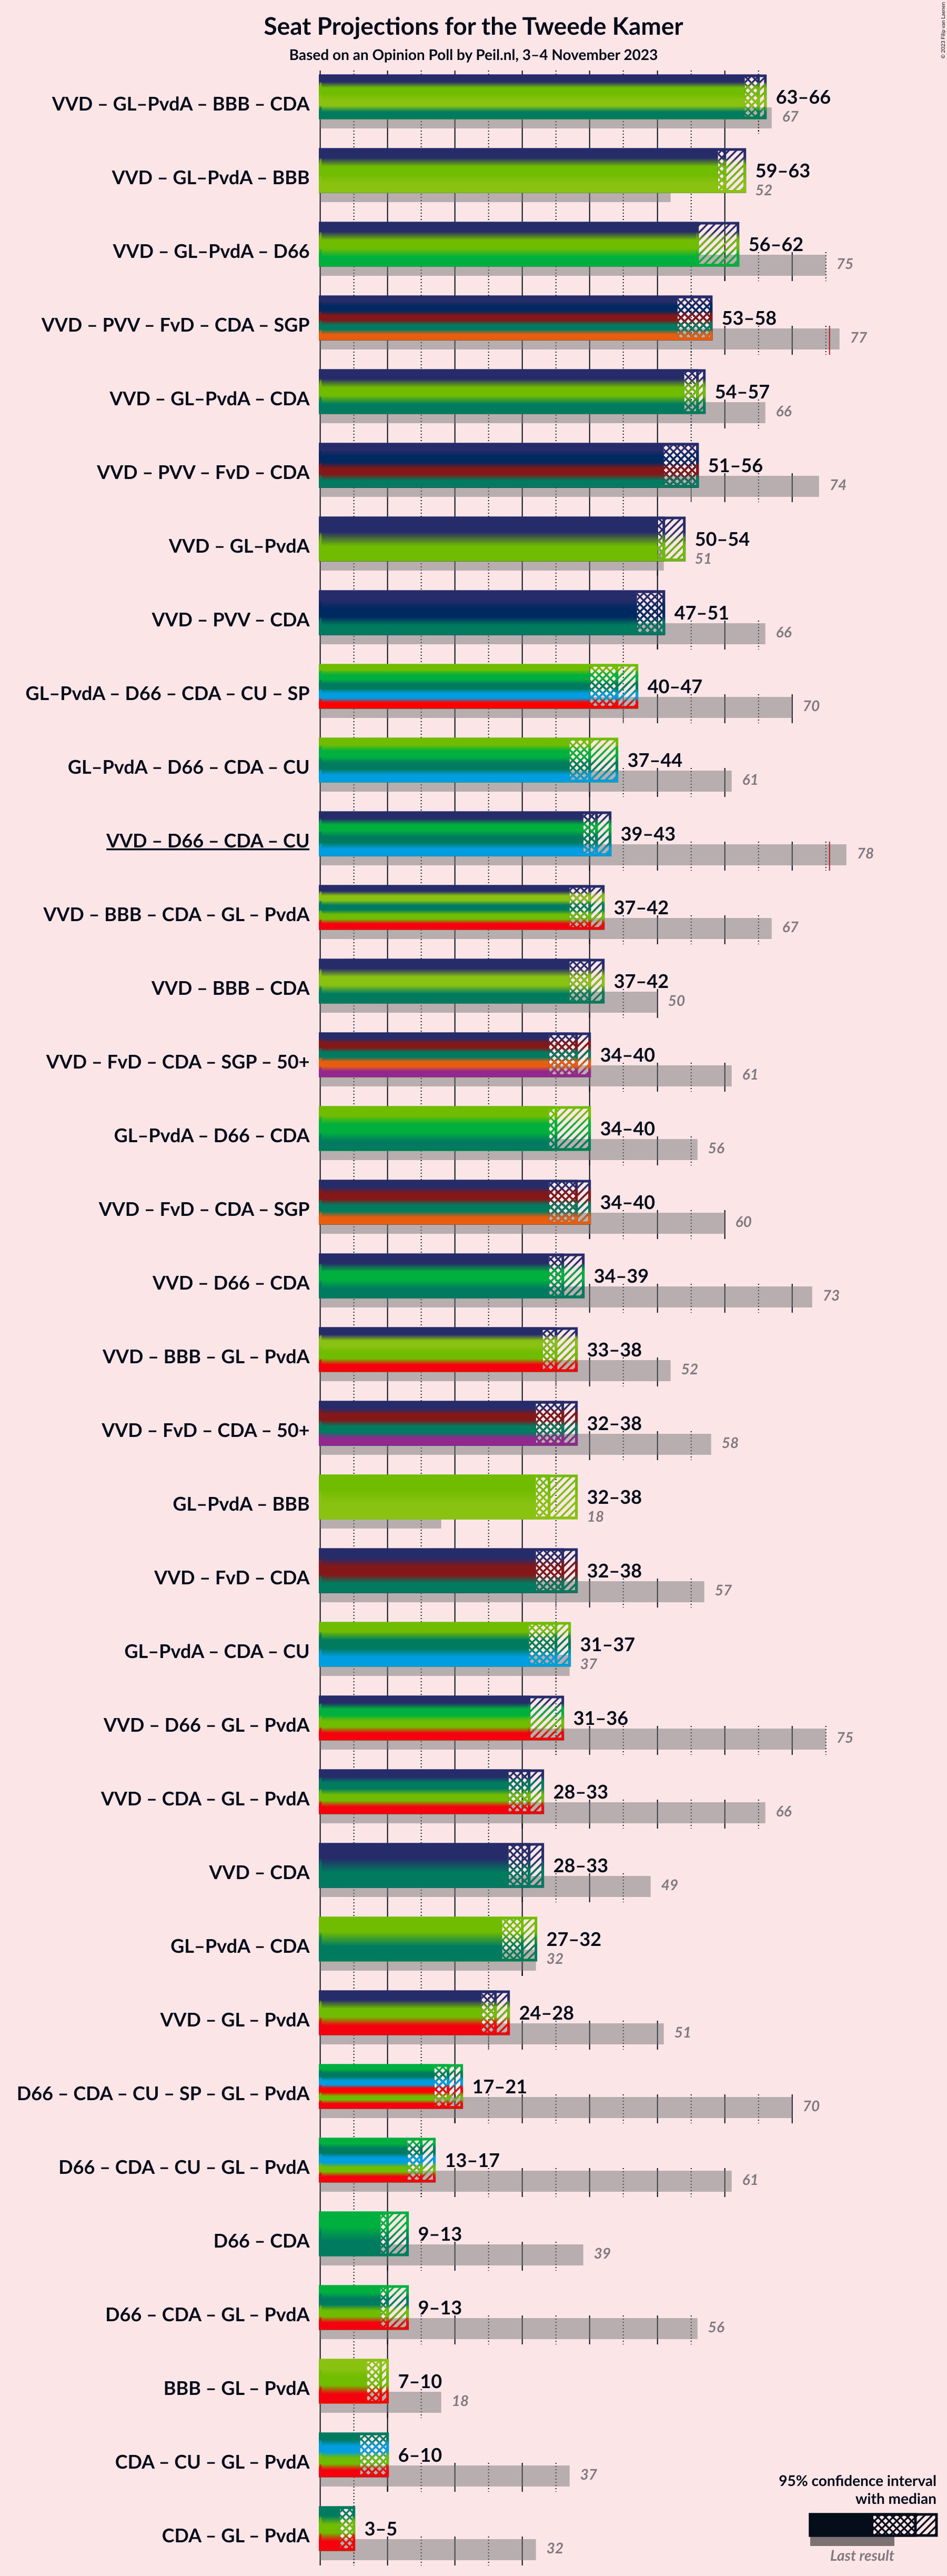 Seat Projections for the Tweede Kamer
Based on an Opinion Poll by Peil.nl, 3–4 November 2023
© 2023 Filip van Laenen
VVD – GL–PvdA – BBB – CDA
63–66
67
VVD – GL–PvdA – BBB
59–63
52
VVD – GL–PvdA – D66
56–62
75
VVD – PVV – FvD – CDA – SGP
53–58
77
VVD – GL–PvdA – CDA
54–57
66
VVD – PVV – FvD – CDA
51–56
74
VVD – GL–PvdA
50–54
51
VVD – PVV – CDA
47–51
66
GL–PvdA – D66 – CDA – CU – SP
40–47
70
GL–PvdA – D66 – CDA – CU
37–44
61
VVD – D66 – CDA – CU
39–43
78
VVD – BBB – CDA – GL – PvdA
37–42
67
VVD – BBB – CDA
37–42
50
VVD – FvD – CDA – SGP – 50+
34–40
61
GL–PvdA – D66 – CDA
34–40
56
VVD – FvD – CDA – SGP
34–40
60
VVD – D66 – CDA
34–39
73
VVD – BBB – GL – PvdA
33–38
52
VVD – FvD – CDA – 50+
32–38
58
GL–PvdA – BBB
32–38
18
VVD – FvD – CDA
32–38
57
GL–PvdA – CDA – CU
31–37
37
VVD – D66 – GL – PvdA
31–36
75
VVD – CDA – GL – PvdA
28–33
66
VVD – CDA
28–33
49
GL–PvdA – CDA
27–32
32
VVD – GL – PvdA
24–28
51
D66 – CDA – CU – SP – GL – PvdA
17–21
70
D66 – CDA – CU – GL – PvdA
13–17
61
D66 – CDA
9–13
39
D66 – CDA – GL – PvdA
9–13
56
BBB – GL – PvdA
7–10
18
CDA – CU – GL – PvdA
6–10
37
CDA – GL – PvdA
3–5
32
95% confidence interval
with median
Last result